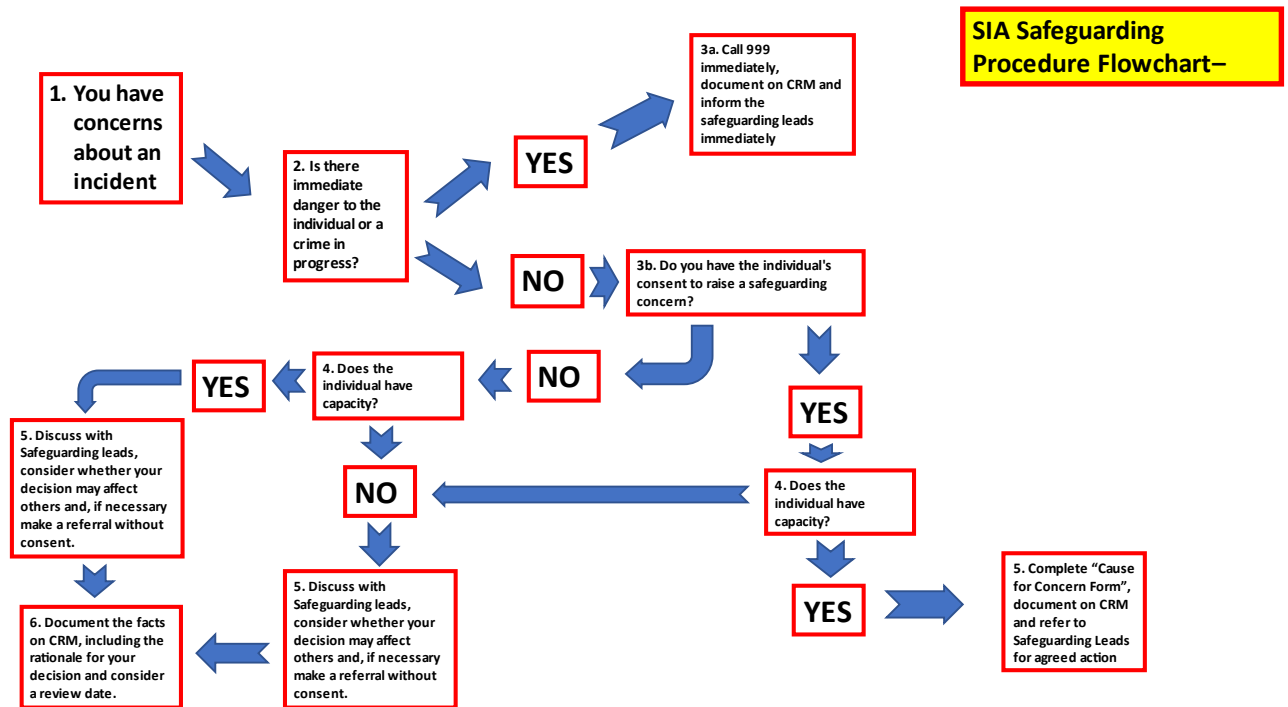 SIA Safeguarding
Procedure Flowchart–
1. You have
concerns
about an
incident
2. Is there
immediate
danger to the
individual or a
crime in
progress?
YES
3a. Call 999
immediately,
document on CRM and
inform the
safeguarding leads
immediately
NO
3b. Do you have the individual's
consent to raise a safeguarding
concern?
NO
4. Does the
individual have
capacity?
YES
5. Discuss with
Safeguarding leads,
consider whether your
decision may affect
others and, if necessary
make a referral without
consent.
NO
5. Discuss with
Safeguarding leads,
consider whether your
decision may affect
others and, if necessary
make a referral without
consent.
6. Document the facts
on CRM, including the
rationale for your
decision and consider
a review date.
YES
4. Does the
individual have
capacity?
YES
5. Complete “Cause
for Concern Form”,
document on CRM
and refer to
Safeguarding Leads
for agreed action